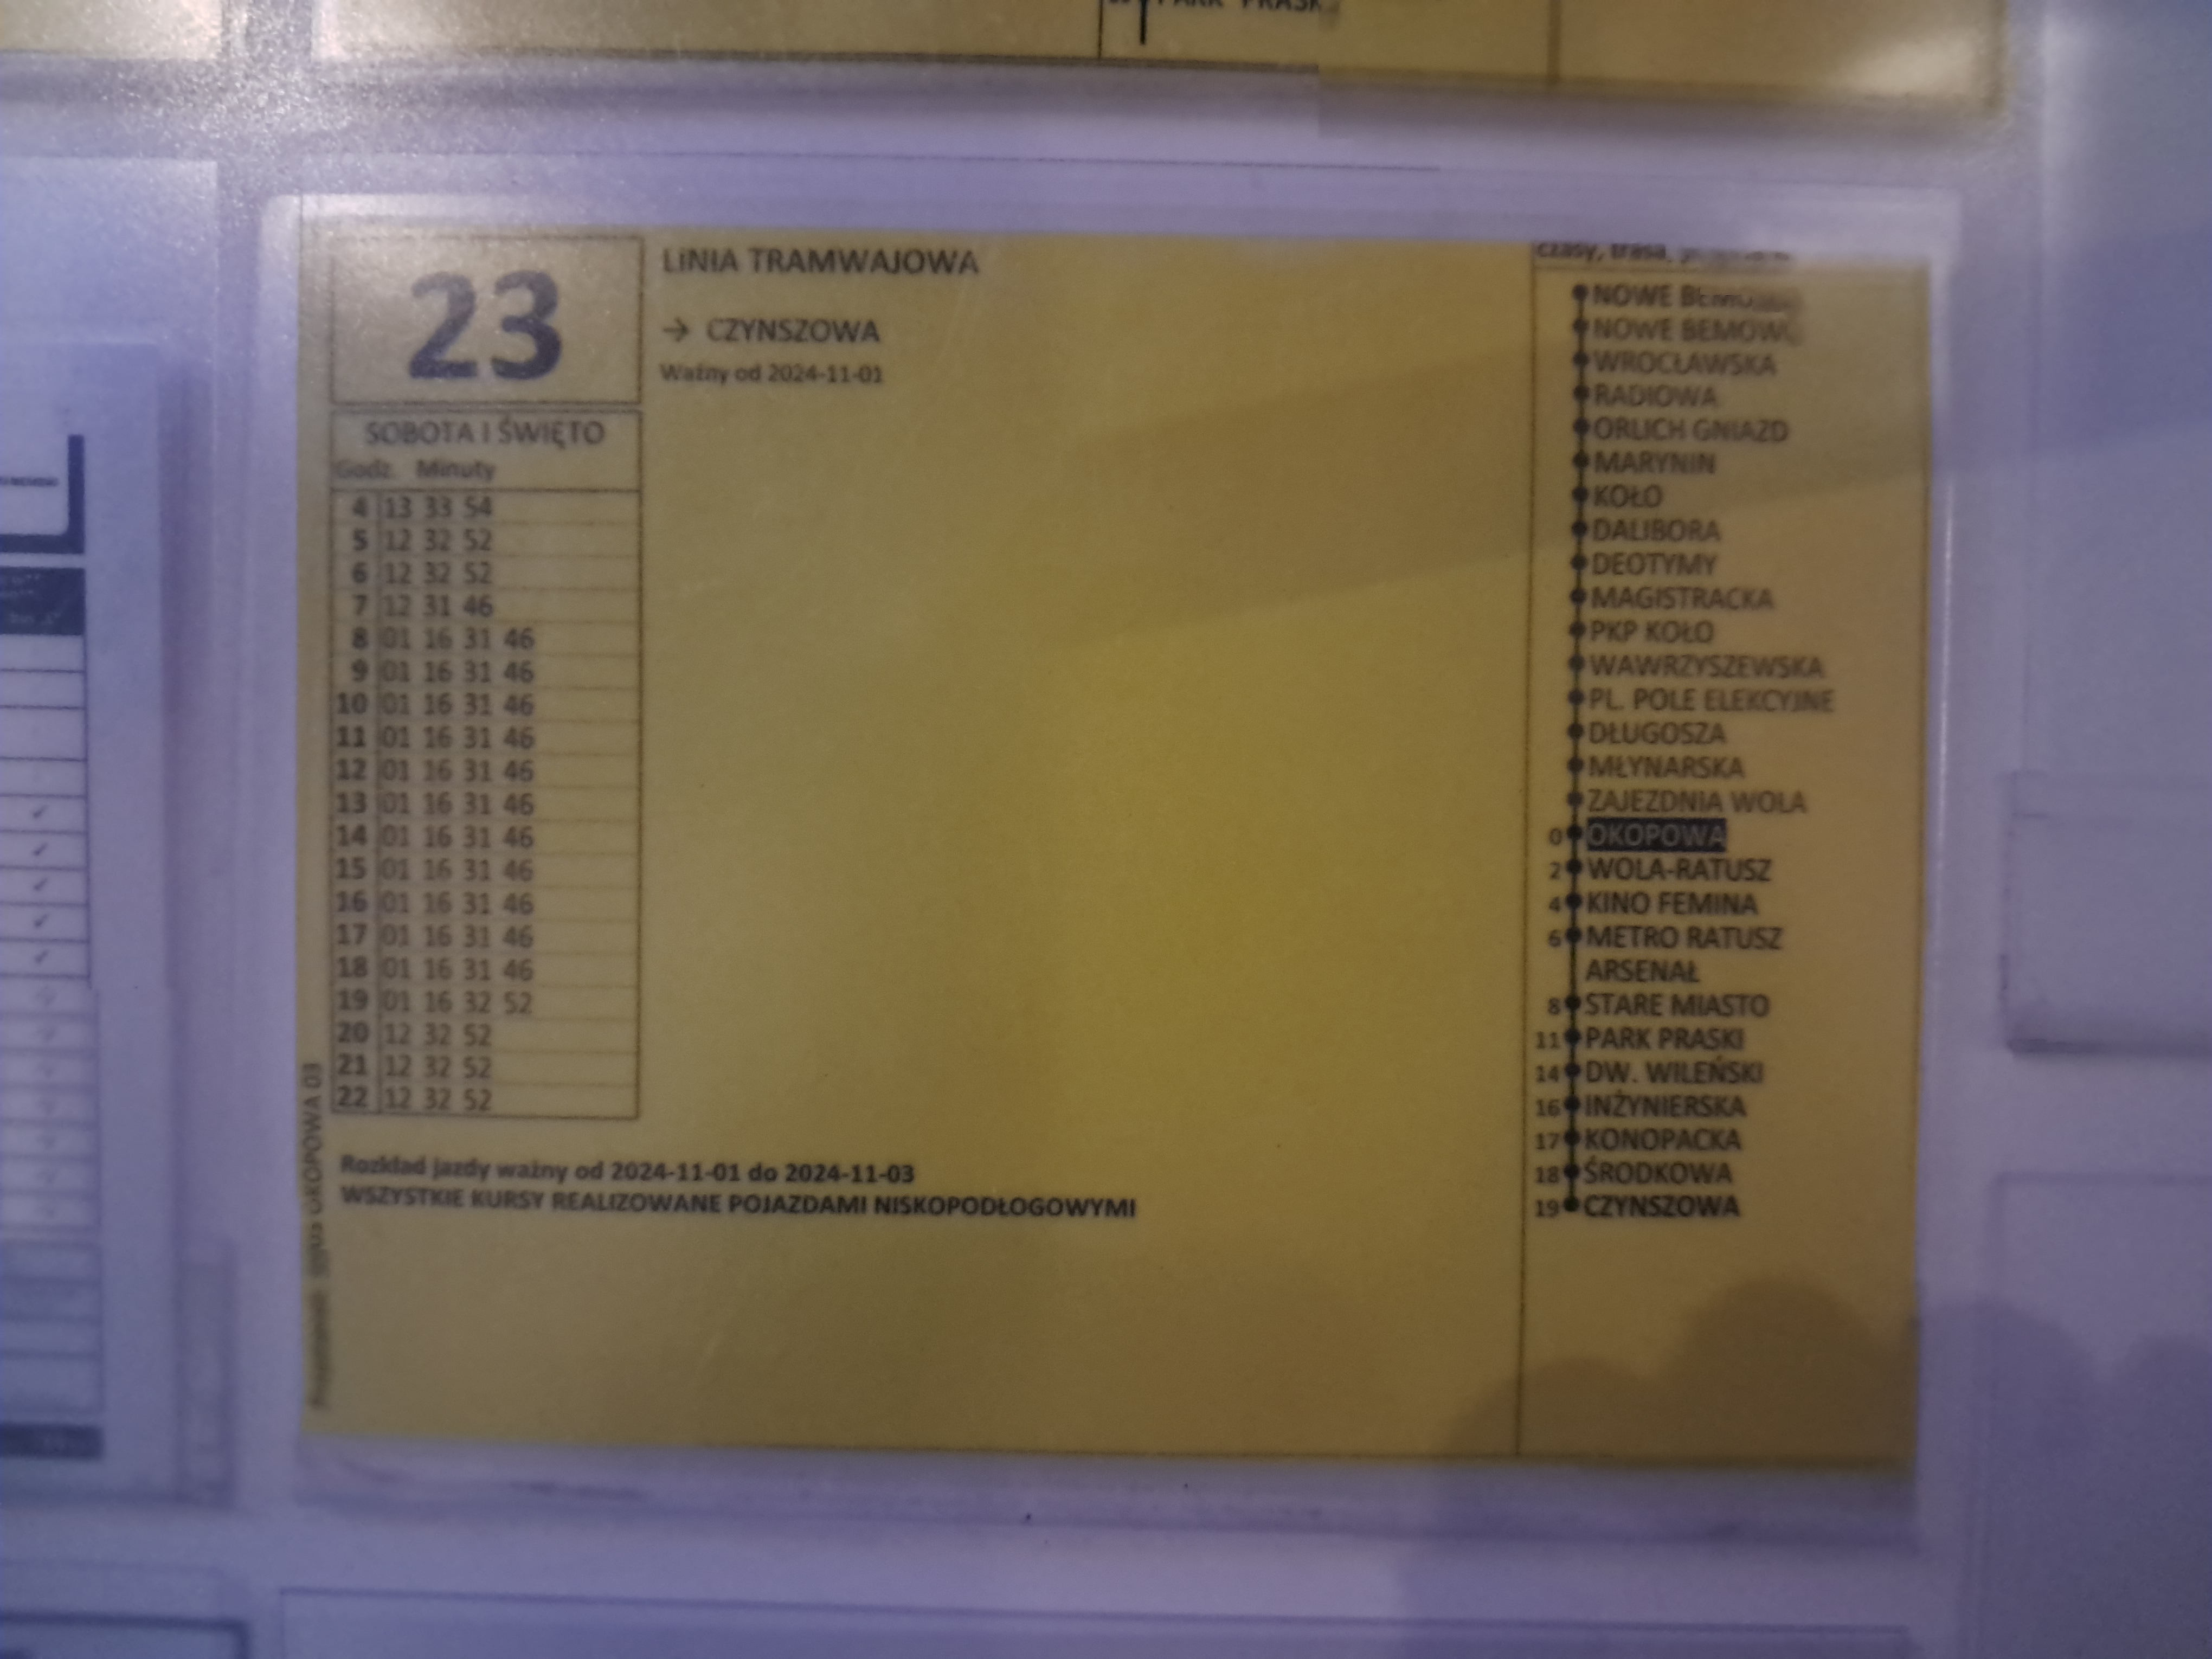 PARK PRASK
23
LINIA TRAMWAJOWA
→ CZYNSZOWA
Ważny od 2024-11-01
SOBOTA I ŚWIĘTO
Godz. Minuty
4 13 33 54
5 12 32 52
6 12 32 52
7 12 31 46
8 01 16 31 46
9 01 16 31 46
10 01 16 31 46
11 01 16 31 46
12 01 16 31 46
13 01 16 31 46
14 01 16 31 46
15 01 16 31 46
16 01 16 31 46
17 01 16 31 46
18 01 16 31 46
19 01 16 32 52
20 12 32 52
21 12 32 52
22 12 32 52
Rozkład jazdy ważny od 2024-11-01 do 2024-11-03
WSZYSTKIE KURSY REALIZOWANE POJAZDAMI NISKOPODŁOGOWYMI
OKOPOWA 03
czasy, trasa,
NOWE
NOWE BEMOW
WROCŁAWSKA
RADIOWA
ORLICH GNIAZD
MARYNIN
KOŁO
DALIBORA
DEOTYMY
MAGISTRACKA
PKP KOŁO
WAWRZYSZEWSKA
PL. POLE ELEKCYJNE
DŁUGOSZA
MŁYNARSKA
ZAJEZDNIA WOLA
0 OKOPOWA
2 WOLA-RATUSZ
4 KINO FEMINA
6 METRO RATUSZ
ARSENAŁ
8 STARE MIASTO
11 PARK PRASKI
14 DW. WILEŃSKI
16 INŻYNIERSKA
17 KONOPACKA
18 ŚRODKOWA
19 CZYNSZOWA